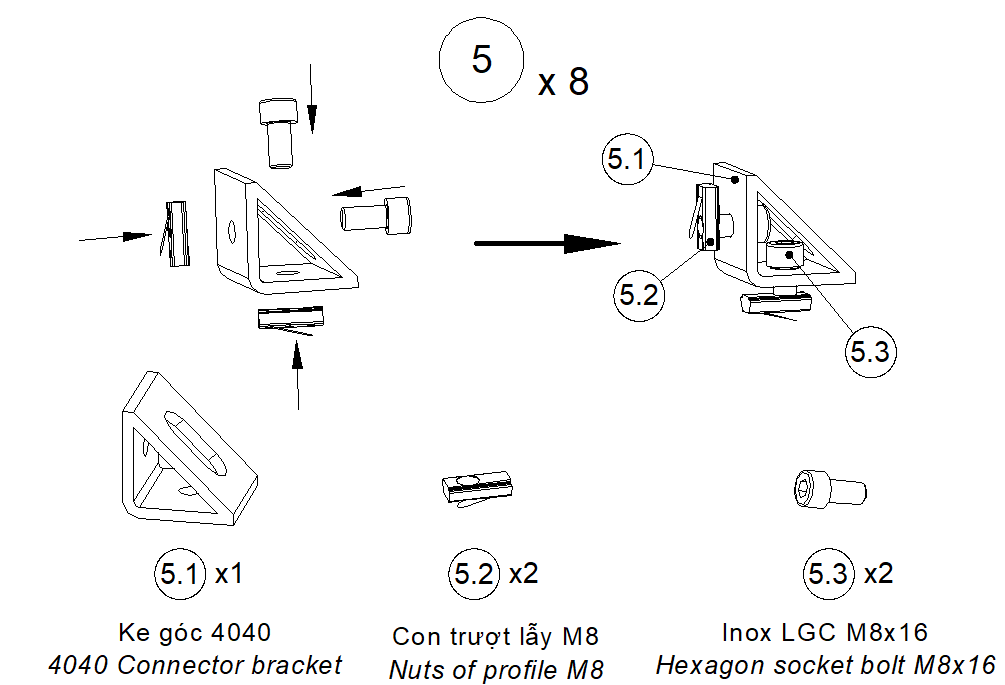 5
x 8
5.1
5.2
5.3
5.1 x1
5.2 x2
5.3 x2
Ke góc 4040
4040 Connector bracket
Con trượt lẫy M8
Nuts of profile M8
Inox LGC M8x16
Hexagon socket bolt M8x16